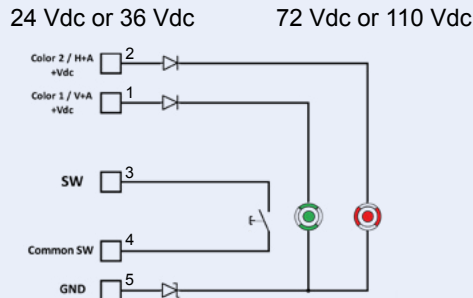 24 Vdc or 36 Vdc
72 Vdc or 110 Vdc
Color 2 / H+A
+Vdc
2
Color 1 / V+A
+Vdc
1
SW
3
Common SW
4
GND
5